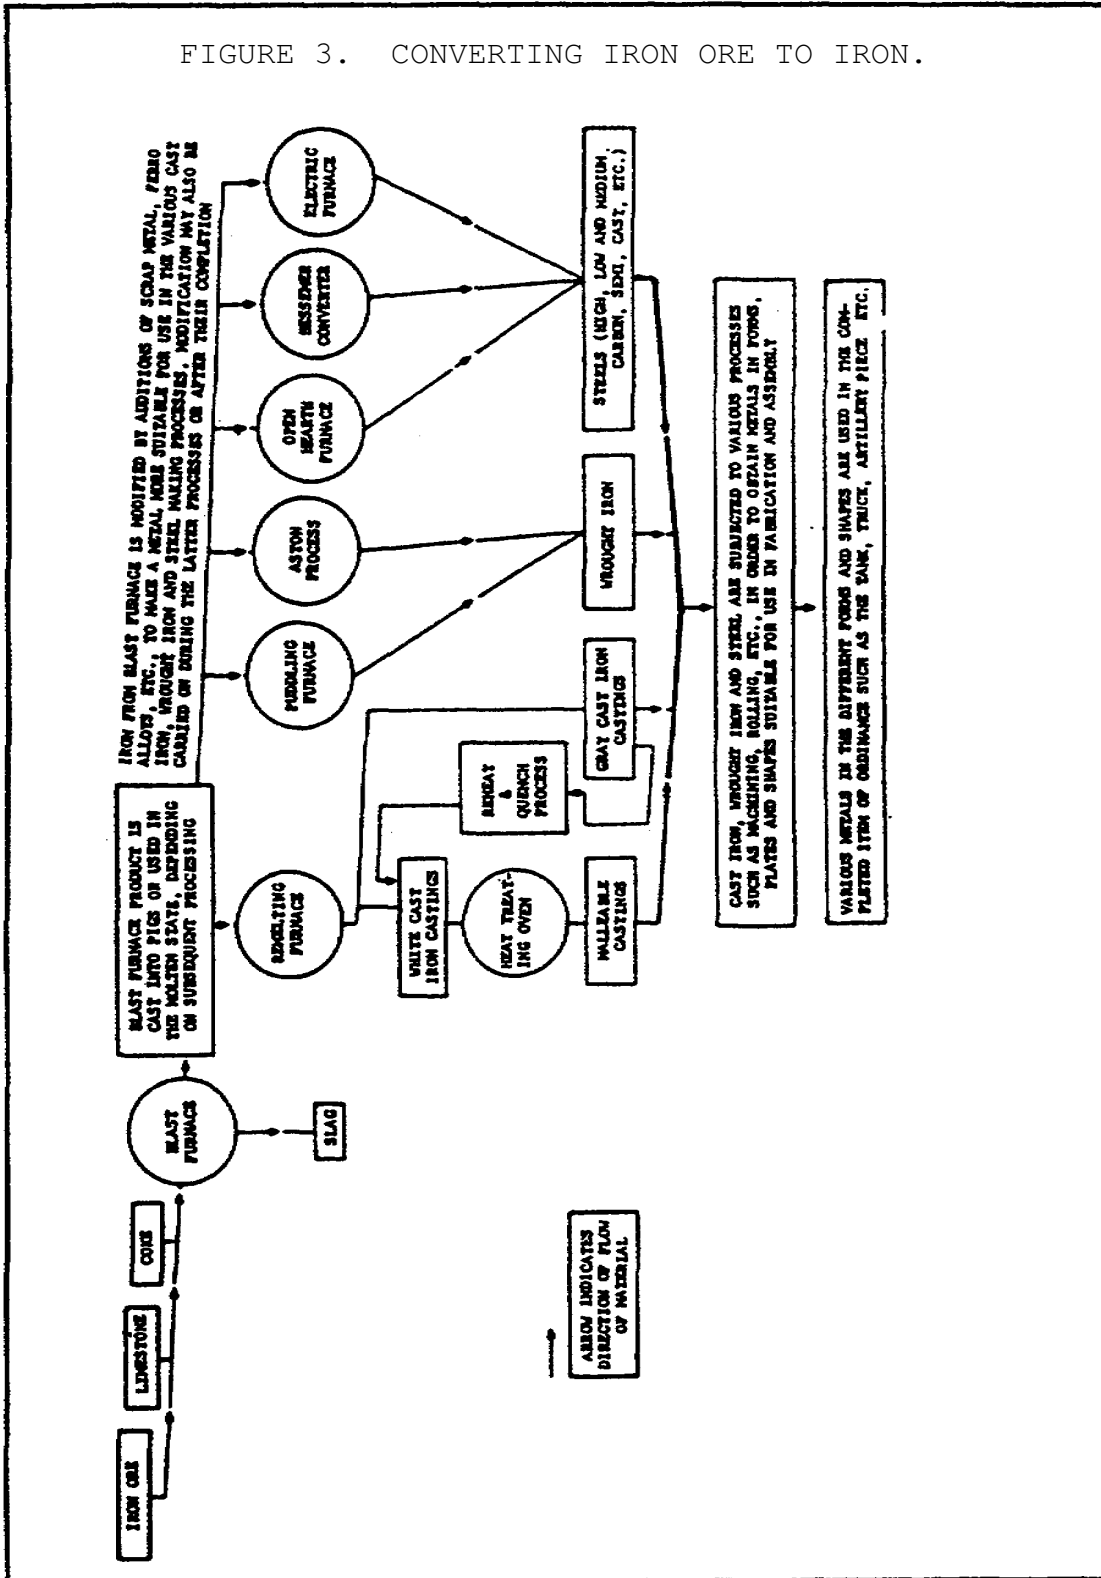 FIGURE 3. CONVERTING IRON ORE TO IRON.
IRON ORE
LIMESTONE
COKE
BLAST
FURNACE
SLAG
BLAST FURNACE PRODUCT IS
CAST INTO PIGS OR USED IN
THE MOLTEN STATE, DEPENDING
ON SUBSEQUENT PROCESSING
IRON FROM BLAST FURNACE IS MODIFIED BY AUDITIONS OF SCRAP METAL, FERRO
ALLOYS, ETC., TO MAKE A METAL MORE SUITABLE FOR USE IN THE VARIOUS CAST
IRON, WROUGHT IRON AND STEEL MAKING PROCESSES, MODIFICATION MAY ALSO BE
CARRIED ON DURING THE LATTER PROCESSES OR AFTER THEIR COMPLETION
REMELTING
FURNACE
PUDDLING
FURNACE
ASTON
PROCESS
OPEN
HEARTH
FURNACE
BESSEMER
CONVERTER
ELECTRIC
FURNACE
WHITE CAST
IRON CASTINGS
REHEAT
&
QUENCH
PROCESS
HEAT TREAT-
ING OVEN
MALLEABLE
CASTINGS
GRAY CAST IRON
CASTINGS
WROUGHT IRON
STEELS (HIGH, LOW AND MEDIUM
CARBON, SEMI, CAST, ETC.)
CAST IRON, WROUGHT IRON AND STEEL ARE SUBJECTED TO VARIOUS PROCESSES
SUCH AS MACHINING, ROLLING, ETC., IN ORDER TO OBTAIN METALS IN FORMS,
PLATES AND SHAPES SUITABLE FOR USE IN FABRICATION AND ASSEMBLY
VARIOUS METALS IN THE DIFFERENT FORMS AND SHAPES ARE USED IN THE COM-
PLETED ITEM OF ORDINANCE SUCH AS THE TANK, TRUCK, ARTILLERY PIECE ETC.
ARROW INDICATES
DIRECTION OF FLOW
OF MATERIAL